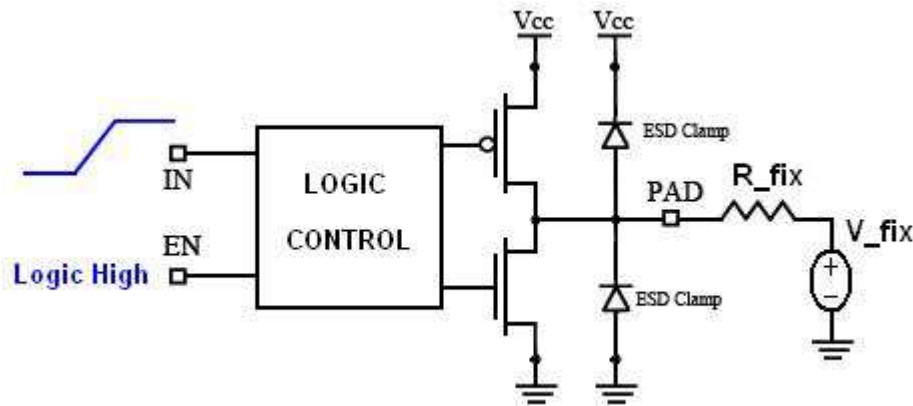 Vcc
Vcc
ESD Clamp
IN
LOGIC
CONTROL
PAD
R_fix
EN
V_fix
Logic High
ESD Clamp
+
−